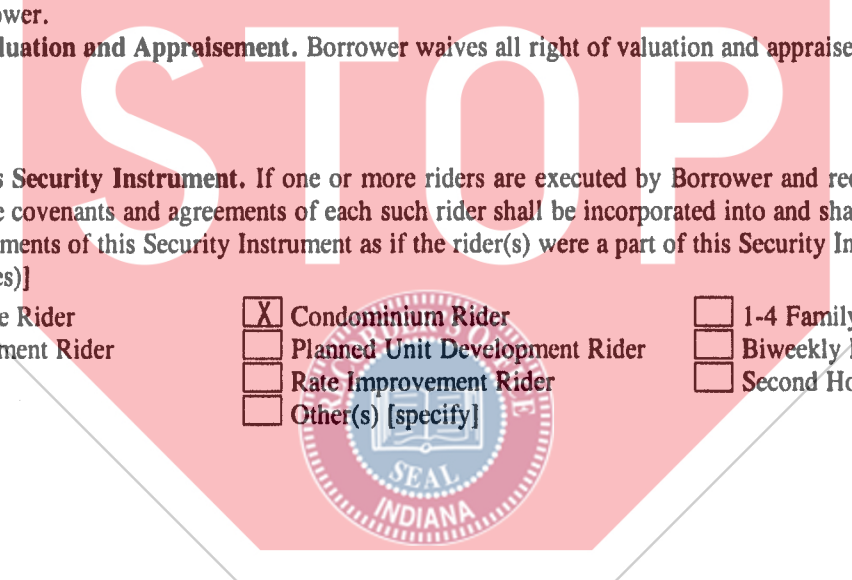 ower.
luation and Appraisement. Borrower waives all right of valuation and appraise
s Security Instrument. If one or more riders are executed by Borrower and rec
e covenants and agreements of each such rider shall be incorporated into and sha
ments of this Security Instrument as if the rider(s) were a part of this Security In
es)]
e Rider X Condominium Rider 1-4 Family
ment Rider Planned Unit Development Rider Biweekly
Rate Improvement Rider Second Ho
Other(s) [specify]
STOP
RECORDER'S OFFICE
SEAL
INDIANA